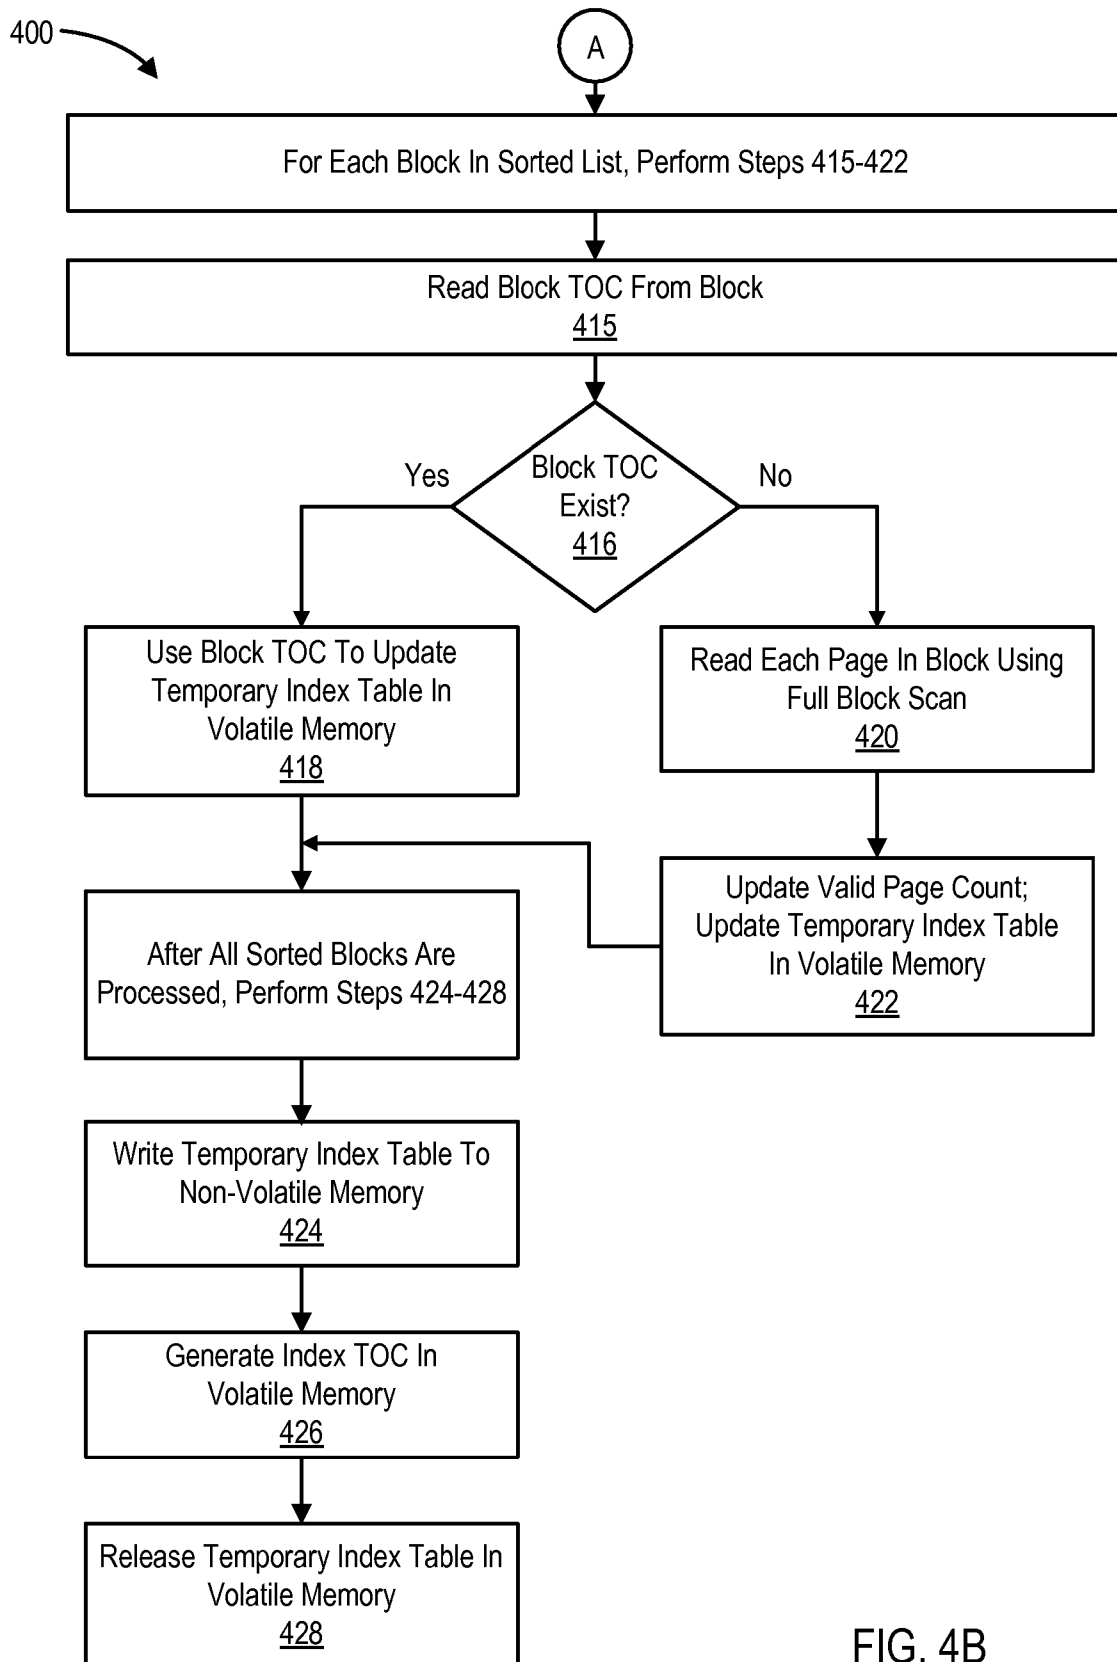 400
A
For Each Block In Sorted List, Perform Steps 415-422
Read Block TOC From Block
415
Yes
Block TOC
Exist?
416
No
Use Block TOC To Update
Temporary Index Table In
Volatile Memory
418
Read Each Page In Block Using
Full Block Scan
420
Update Valid Page Count;
Update Temporary Index Table
In Volatile Memory
422
After All Sorted Blocks Are
Processed, Perform Steps 424-428
Write Temporary Index Table To
Non-Volatile Memory
424
Generate Index TOC In
Volatile Memory
426
Release Temporary Index Table In
Volatile Memory
428
FIG. 4B